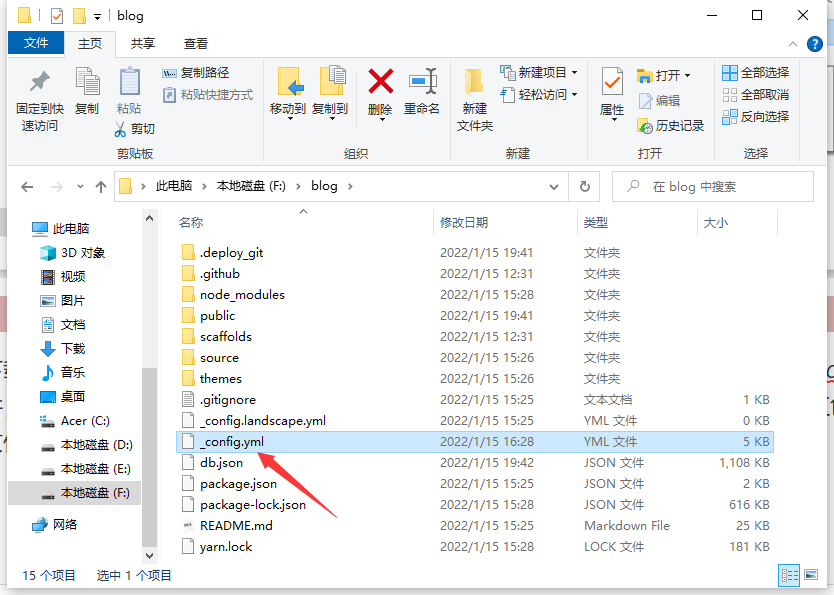 blog
文件 主页 共享 查看
固定到快速访问
复制
粘贴
复制路径
粘贴快捷方式
剪切
剪贴板
移动到
复制到
删除
重命名
组织
新建文件夹
新建项目
轻松访问
新建
属性
打开
编辑
历史记录
打开
全部选择
全部取消
反向选择
选择
此电脑 本地磁盘 (F:) blog
在 blog 中搜索
此电脑
3D 对象
视频
图片
文档
下载
音乐
桌面
Acer (C:)
本地磁盘 (D:)
本地磁盘 (E:)
本地磁盘 (F:)
网络
名称 修改日期 类型 大小
.deploy_git 2022/1/15 19:41 文件夹
.github 2022/1/15 12:31 文件夹
node_modules 2022/1/15 15:28 文件夹
public 2022/1/15 19:41 文件夹
scaffolds 2022/1/15 12:31 文件夹
source 2022/1/15 15:26 文件夹
themes 2022/1/15 15:26 文件夹
.gitignore 2022/1/15 15:25 文本文档 1 KB
_config.landscape.yml 2022/1/15 15:25 YML 文件 0 KB
_config.yml 2022/1/15 16:28 YML 文件 5 KB
db.json 2022/1/15 19:42 JSON 文件 1,108 KB
package.json 2022/1/15 15:25 JSON 文件 2 KB
package-lock.json 2022/1/15 15:28 JSON 文件 616 KB
README.md 2022/1/15 15:25 Markdown File 25 KB
yarn.lock 2022/1/15 15:28 LOCK 文件 181 KB
15 个项目 选中 1 个项目